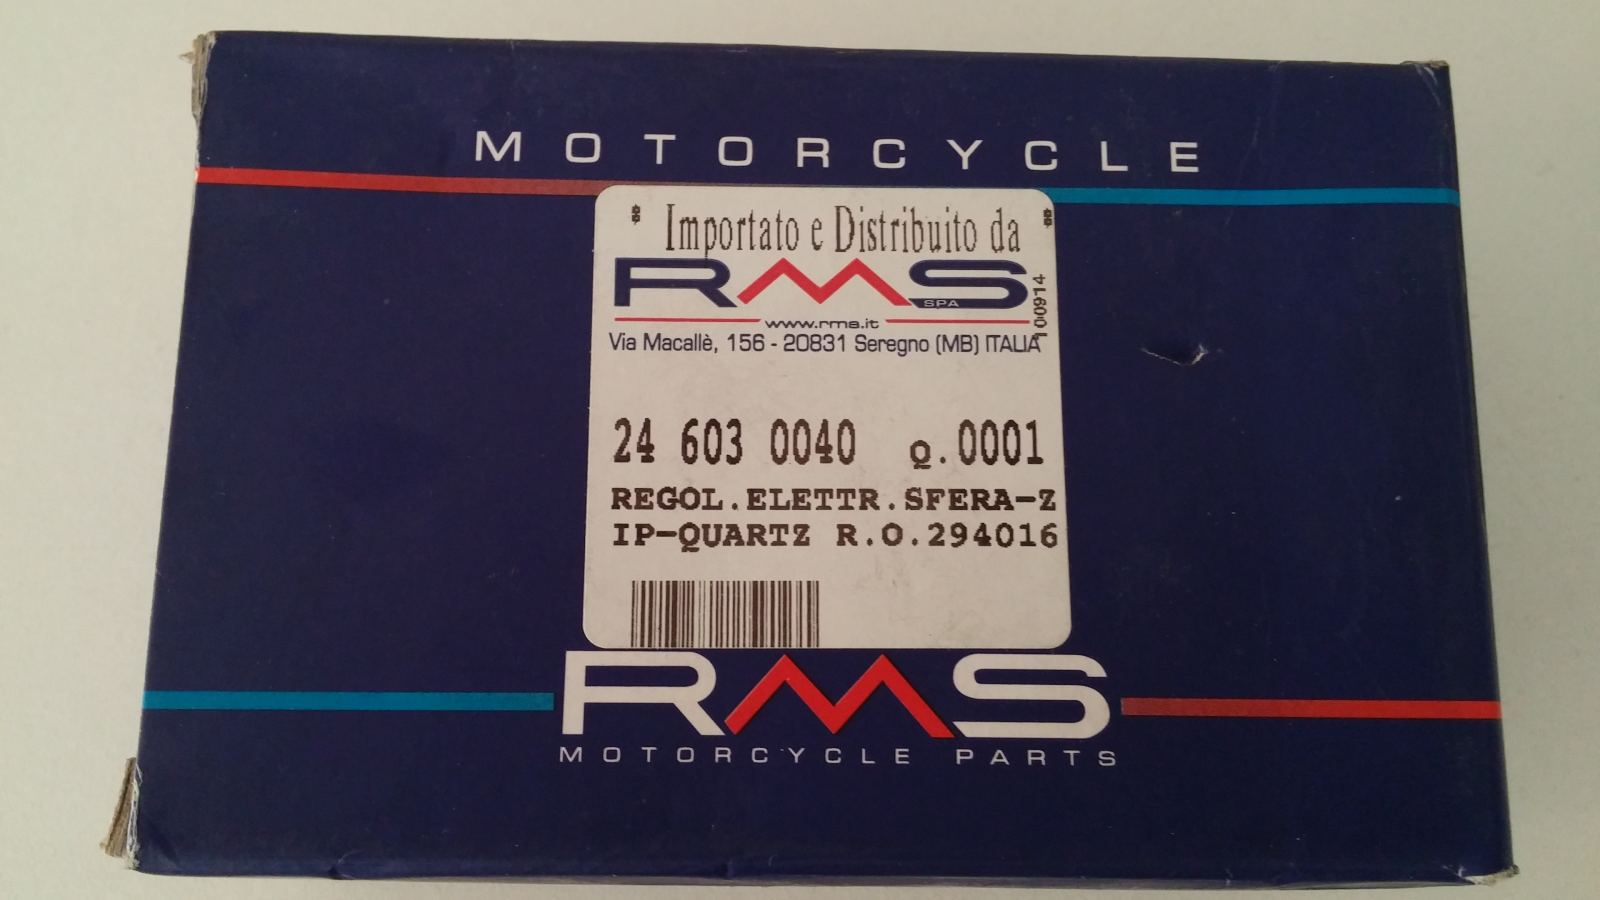 MOTORCYCLE
* Importato e Distribuito da *
RMS
SPA
100914
www.rms.it
Via Macallè, 156 - 20831 Seregno (MB) ITALIA
24 603 0040 Q.0001
REGOL.ELETTR.SFERA-Z
IP-QUARTZ R.O.294016
RMS
MOTORCYCLE PARTS